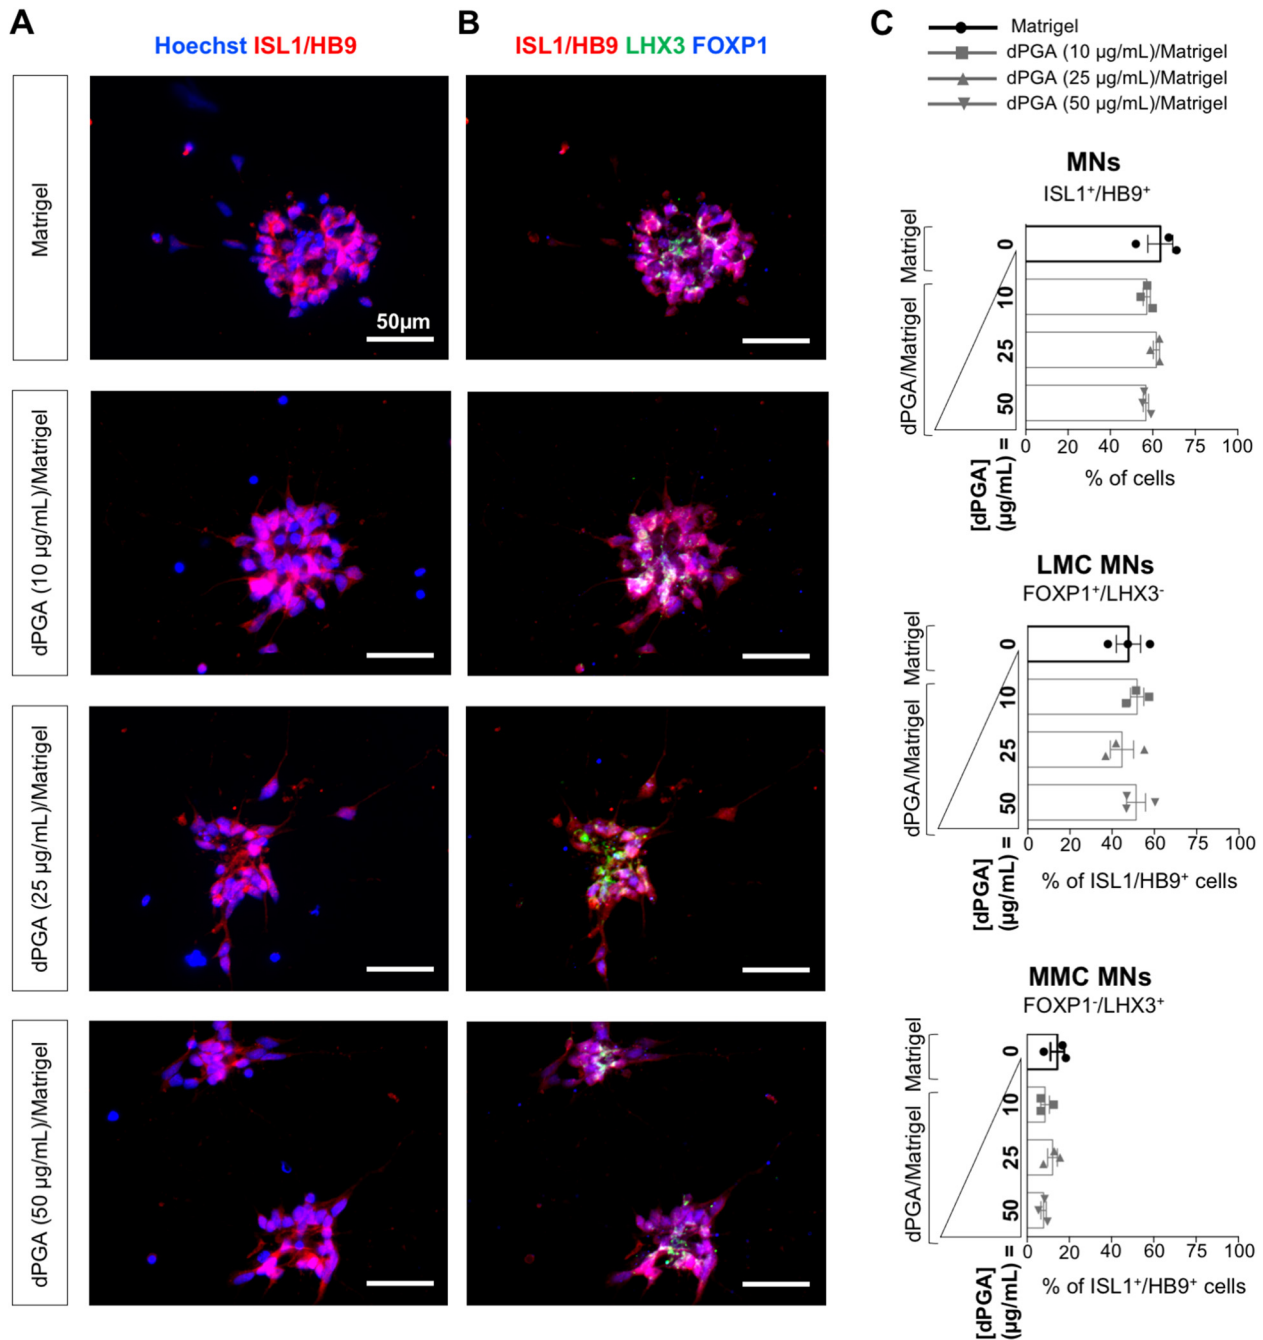 A
B
C
Hoechst ISL1/HB9
ISL1/HB9 LHX3 FOXP1
Matrigel
dPGA (10 µg/mL)/Matrigel
dPGA (25 µg/mL)/Matrigel
dPGA (50 µg/mL)/Matrigel
Matrigel
50µm
dPGA (10 µg/mL)/Matrigel
dPGA (25 µg/mL)/Matrigel
dPGA (50 µg/mL)/Matrigel
MNs
ISL1⁺/HB9⁺
Matrigel
dPGA/Matrigel
0
10
25
50
[dPGA]
(µg/mL) =
0 20 40 60 75 100
% of cells
LMC MNs
FOXP1⁺/LHX3⁻
Matrigel
dPGA/Matrigel
0
10
25
50
[dPGA]
(µg/mL) =
0 20 40 60 75 100
% of ISL1/HB9⁺ cells
MMC MNs
FOXP1⁻/LHX3⁺
Matrigel
dPGA/Matrigel
0
10
25
50
[dPGA]
(µg/mL) =
0 20 40 60 75 100
% of ISL1⁺/HB9⁺ cells